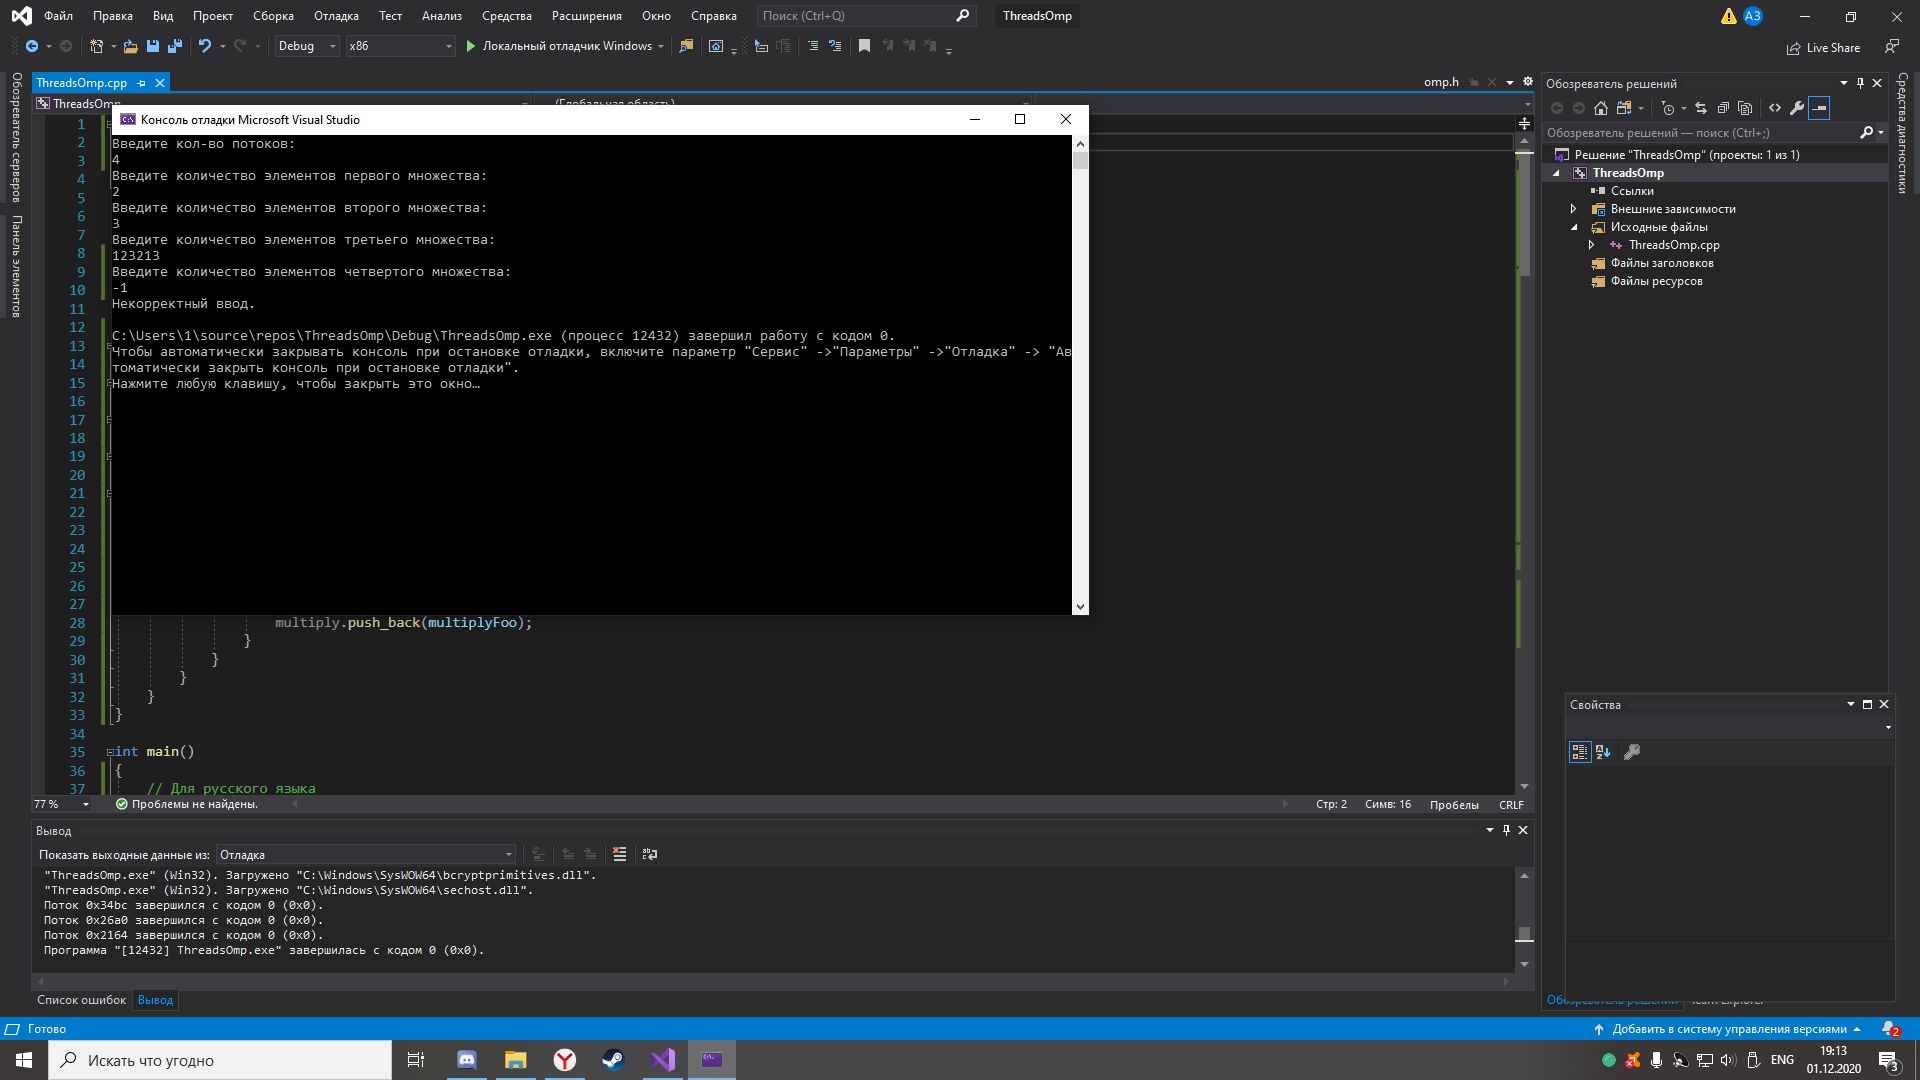 Файл Правка Вид Проект Сборка Отладка Тест Анализ Средства Расширения Окно Справка Поиск (Ctrl+Q) ThreadsOmp АЗ
Debug x86 Локальный отладчик Windows Live Share
Обозреватель серверов
Панель элементов
ThreadsOmp.cpp omp.h
ThreadsOmp (Глобальная область)
Консоль отладки Microsoft Visual Studio
Введите кол-во потоков:
4
Введите количество элементов первого множества:
2
Введите количество элементов второго множества:
3
Введите количество элементов третьего множества:
123213
Введите количество элементов четвертого множества:
-1
Некорректный ввод.
C:\Users\1\source\repos\ThreadsOmp\Debug\ThreadsOmp.exe (процесс 12432) завершил работу с кодом 0.
Чтобы автоматически закрывать консоль при остановке отладки, включите параметр "Сервис" ->"Параметры" ->"Отладка" -> "Ав
томатически закрыть консоль при остановке отладки".
Нажмите любую клавишу, чтобы закрыть это окно…
1
2
3
4
5
6
7
8
9
10
11
12
13
14
15
16
17
18
19
20
21
22
23
24
25
26
27
28 multiply.push_back(multiplyFoo);
29 }
30 }
31 }
32 }
33 }
34
35 int main()
36 {
37 // Для русского языка
77 % Проблемы не найдены. Стр: 2 Симв: 16 Пробелы CRLF
Вывод
Показать выходные данные из: Отладка
"ThreadsOmp.exe" (Win32). Загружено "C:\Windows\SysWOW64\bcryptprimitives.dll".
"ThreadsOmp.exe" (Win32). Загружено "C:\Windows\SysWOW64\sechost.dll".
Поток 0x34bc завершился с кодом 0 (0x0).
Поток 0x26a0 завершился с кодом 0 (0x0).
Поток 0x2164 завершился с кодом 0 (0x0).
Программа "[12432] ThreadsOmp.exe" завершилась с кодом 0 (0x0).
Список ошибок Вывод
Обозреватель решений
Обозреватель решений — поиск (Ctrl+;)
Решение "ThreadsOmp" (проекты: 1 из 1)
ThreadsOmp
Ссылки
Внешние зависимости
Исходные файлы
ThreadsOmp.cpp
Файлы заголовков
Файлы ресурсов
Средства диагностики
Свойства
Обозреватель решений Team Explorer
Готово Добавить в систему управления версиями 2
Искать что угодно ENG 19:13
01.12.2020 3